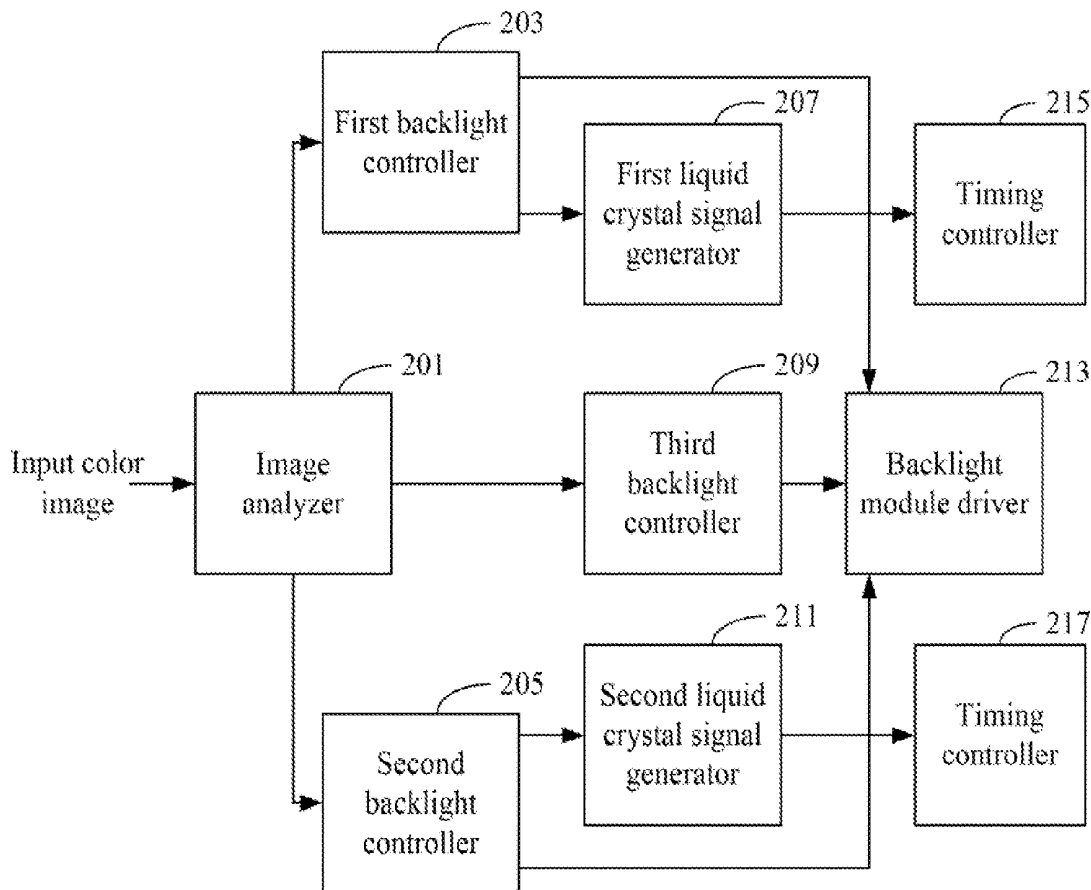 203
First backlight
controller
207
First liquid
crystal signal
generator
215
Timing
controller
Input color
image
201
Image
analyzer
209
Third
backlight
controller
213
Backlight
module driver
205
Second
backlight
controller
211
Second liquid
crystal signal
generator
217
Timing
controller